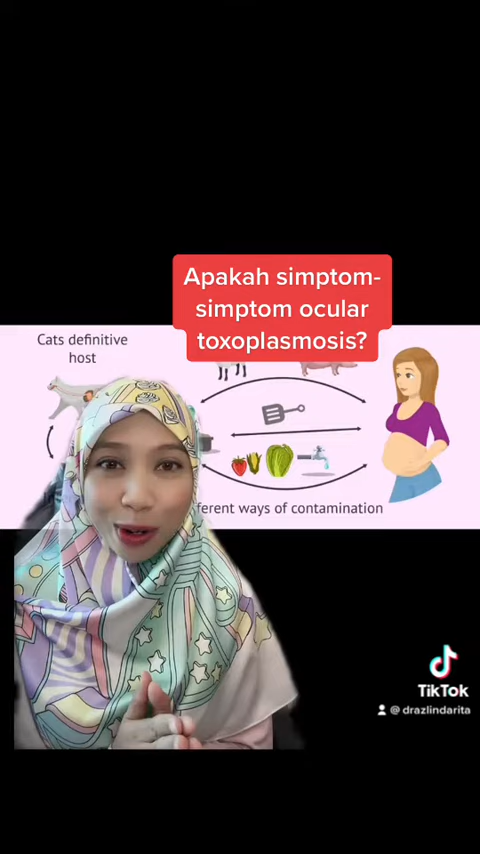 Apakah simptom-
simptom ocular
toxoplasmosis?
Cats definitive
host
ferent ways of contamination
TikTok
@ drazlindarita